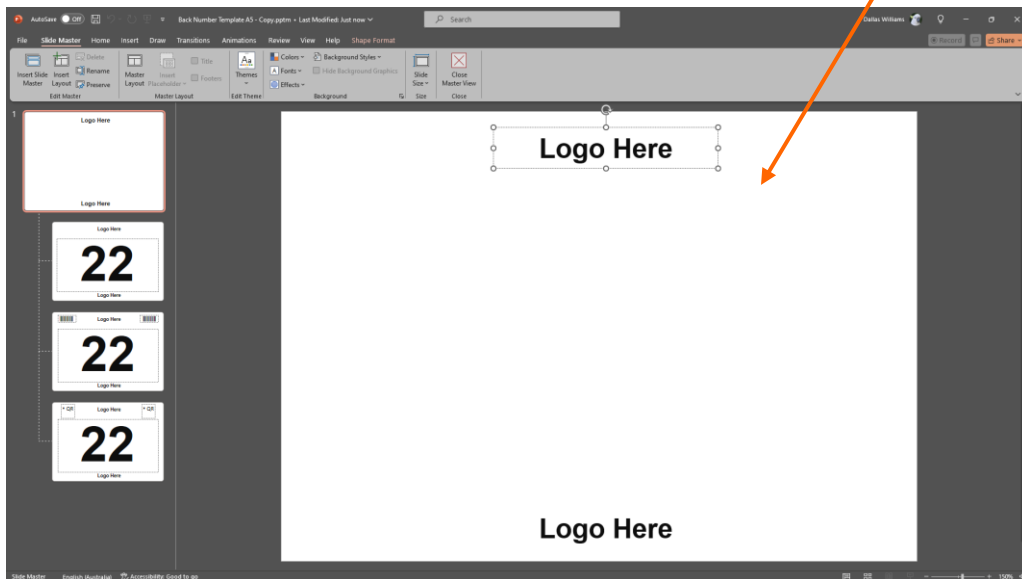 AutoSave Off Back Number Template A5 - Copy.pptm • Last Modified: Just now Search Dallas Williams
File Slide Master Home Insert Draw Transitions Animations Review View Help Shape Format Record Share
Insert Slide Master Insert Layout Delete Rename Preserve Master Layout Insert Placeholder Title Footers Themes Colors Fonts Effects Background Styles Hide Background Graphics Slide Size Close Master View
Edit Master Master Layout Edit Theme Background Size Close
1
Logo Here
Logo Here
Logo Here
22
Logo Here
Logo Here
22
Logo Here
* QR Logo Here * QR
22
Logo Here
Logo Here
Logo Here
Slide Master English (Australia) Accessibility: Good to go 150%